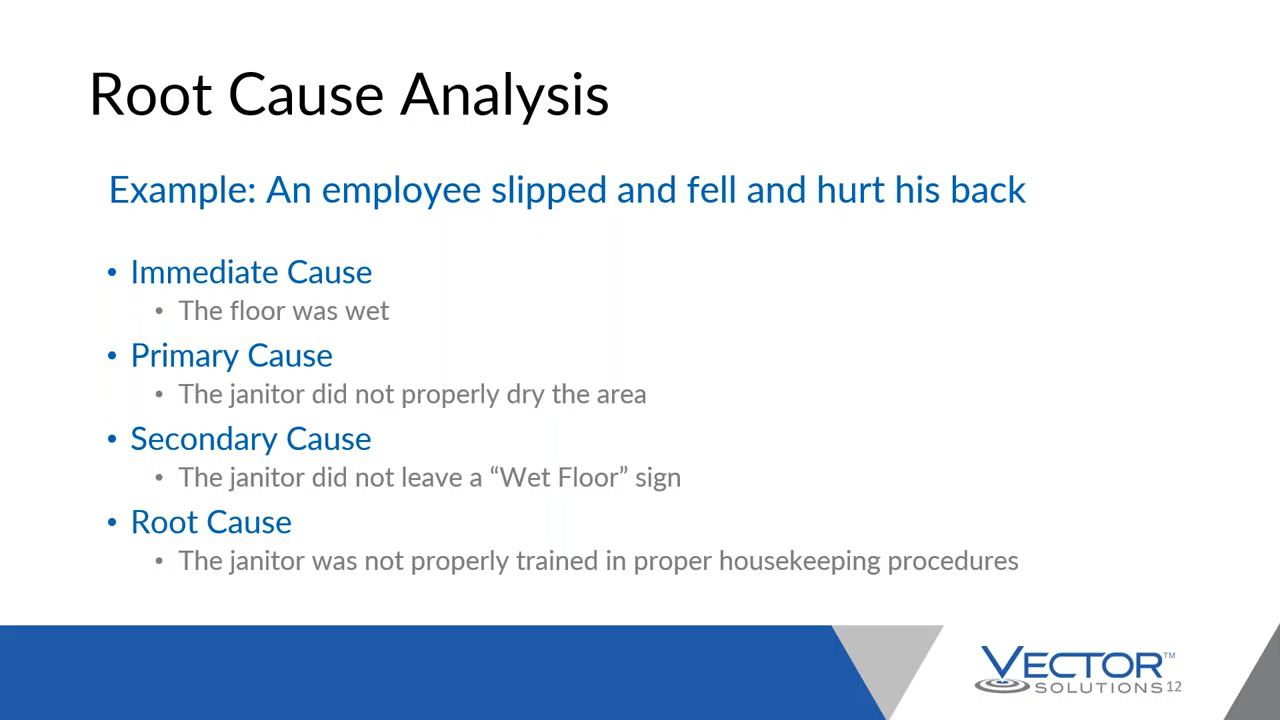 Root Cause Analysis
Example: An employee slipped and fell and hurt his back
• Immediate Cause
• The floor was wet
• Primary Cause
• The janitor did not properly dry the area
• Secondary Cause
• The janitor did not leave a “Wet Floor” sign
• Root Cause
• The janitor was not properly trained in proper housekeeping procedures
VECTOR™
SOLUTIONS 12